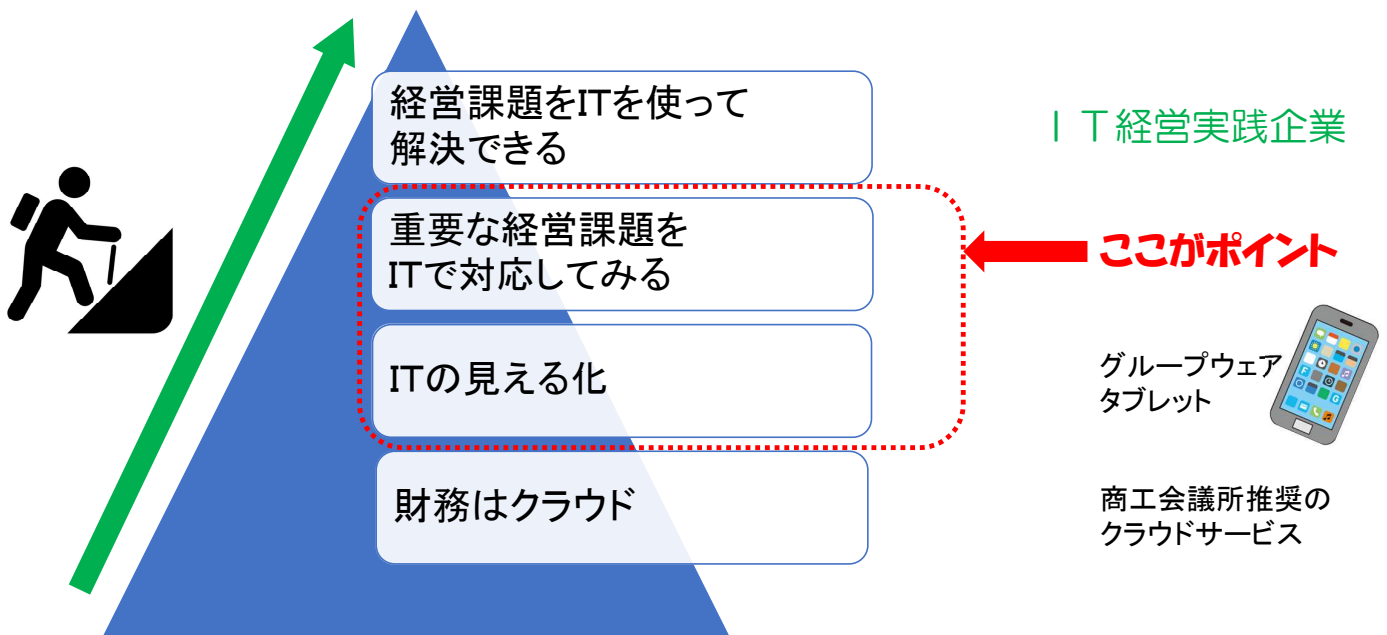 経営課題をITを使って
解決できる
ＩＴ経営実践企業
重要な経営課題を
ITで対応してみる
ここがポイント
ITの見える化
グループウェア
タブレット
財務はクラウド
商工会議所推奨の
クラウドサービス